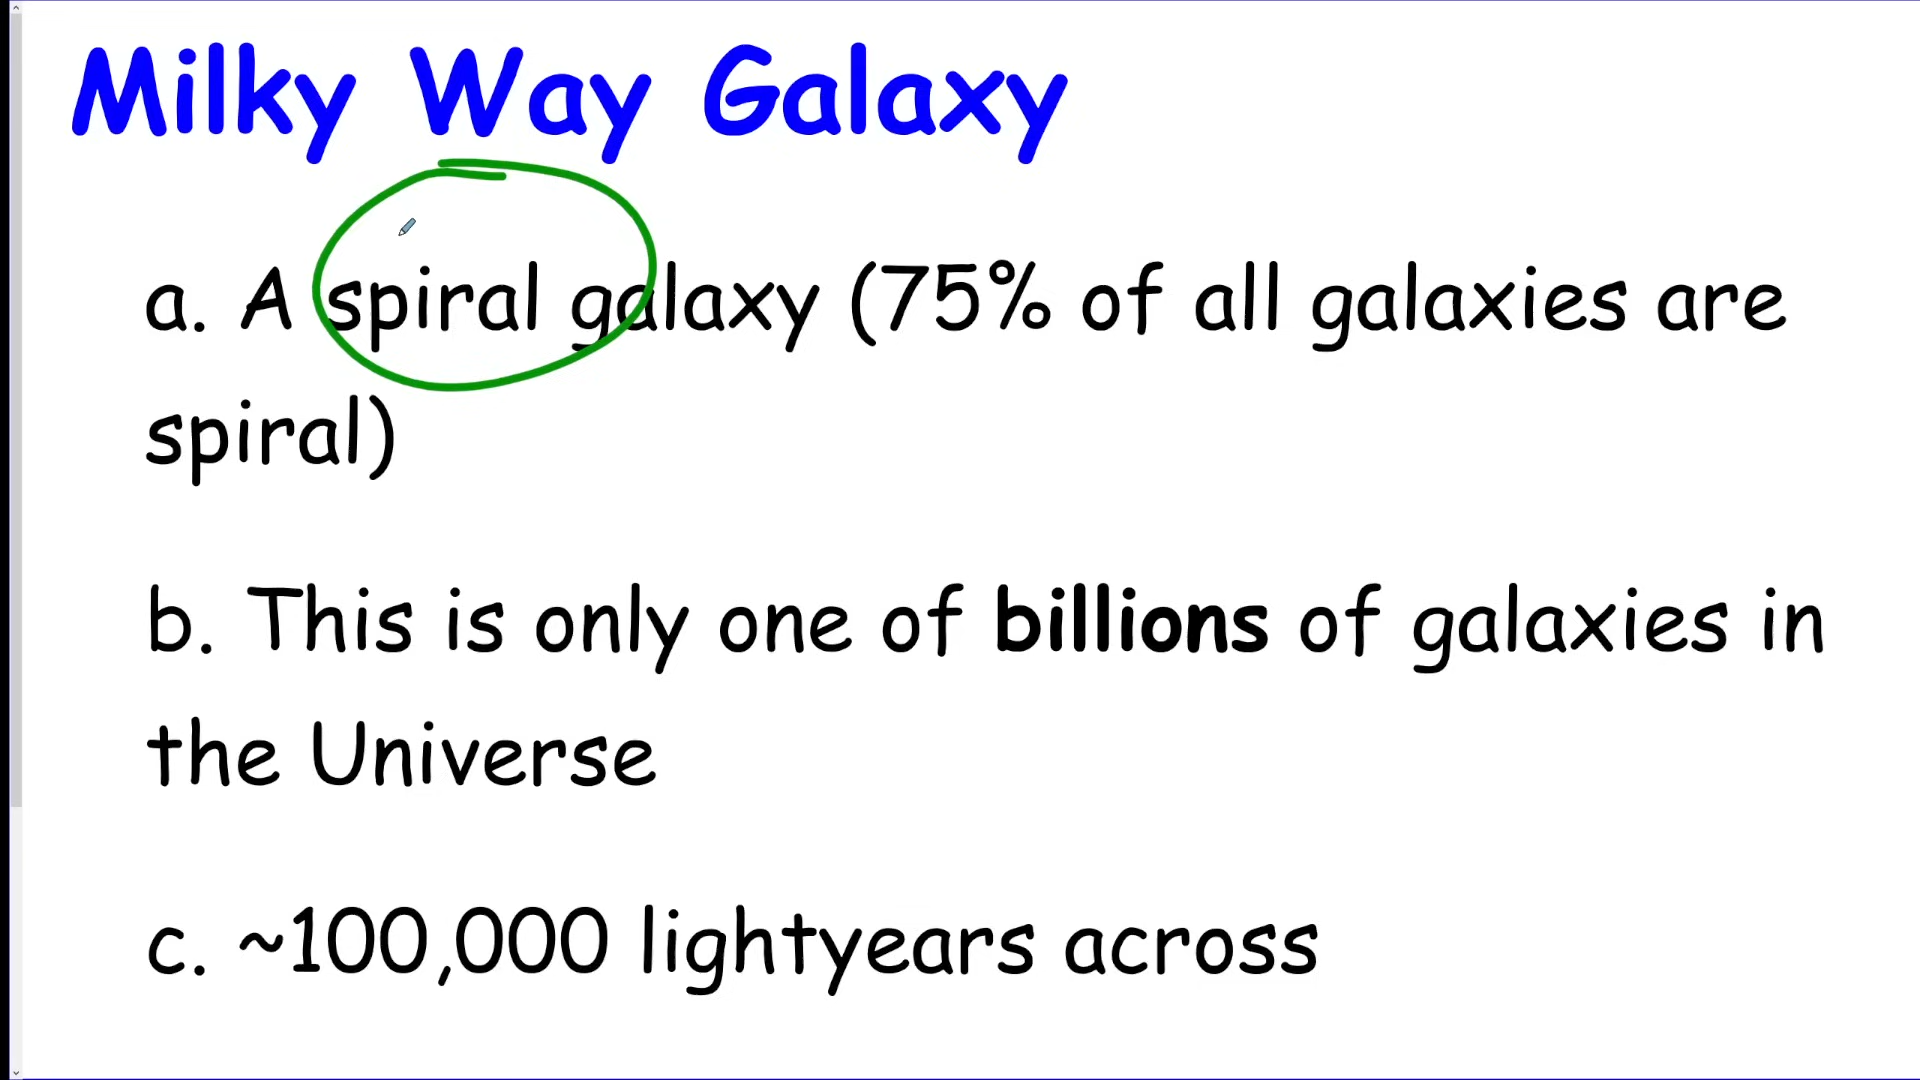 Milky Way Galaxy
a. A spiral galaxy (75% of all galaxies are
spiral)
b. This is only one of billions of galaxies in
the Universe
c. ~100,000 lightyears across